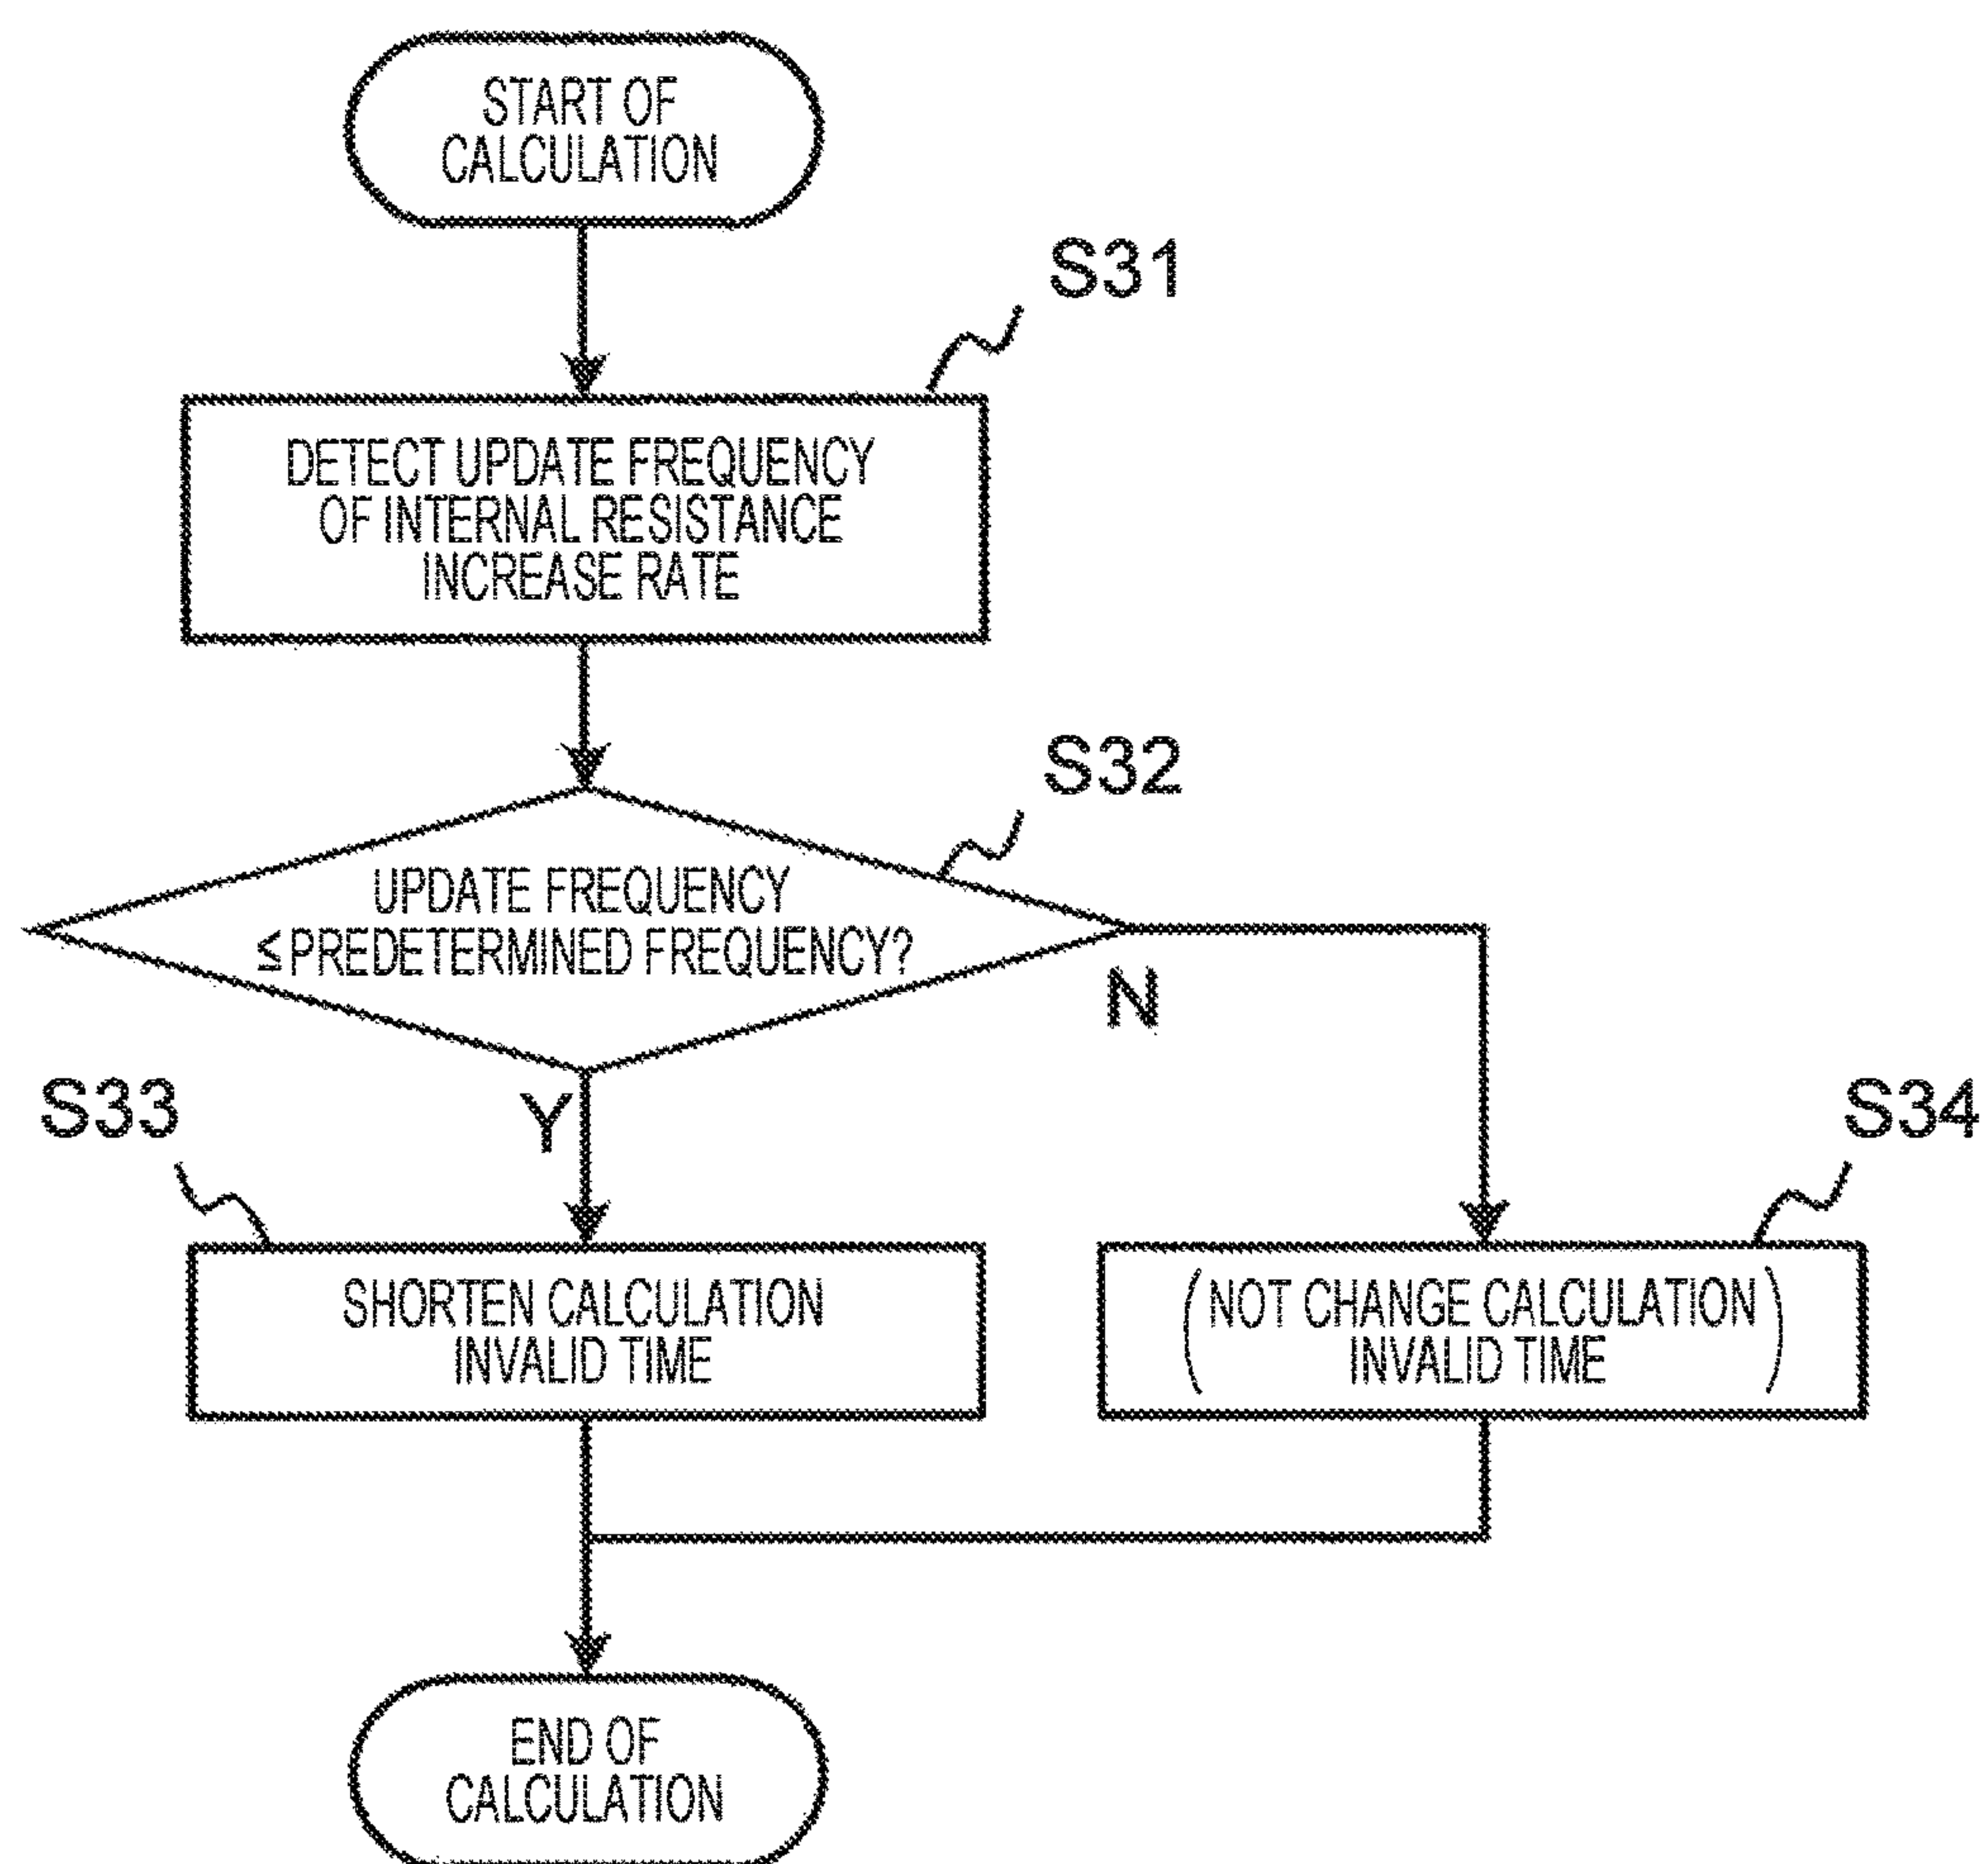 START OF
CALCULATION
S31
DETECT UPDATE FREQUENCY
OF INTERNAL RESISTANCE
INCREASE RATE
S32
UPDATE FREQUENCY
≦PREDETERMINED FREQUENCY?
N
Y
S33
S34
SHORTEN CALCULATION
INVALID TIME
(NOT CHANGE CALCULATION
INVALID TIME)
END OF
CALCULATION